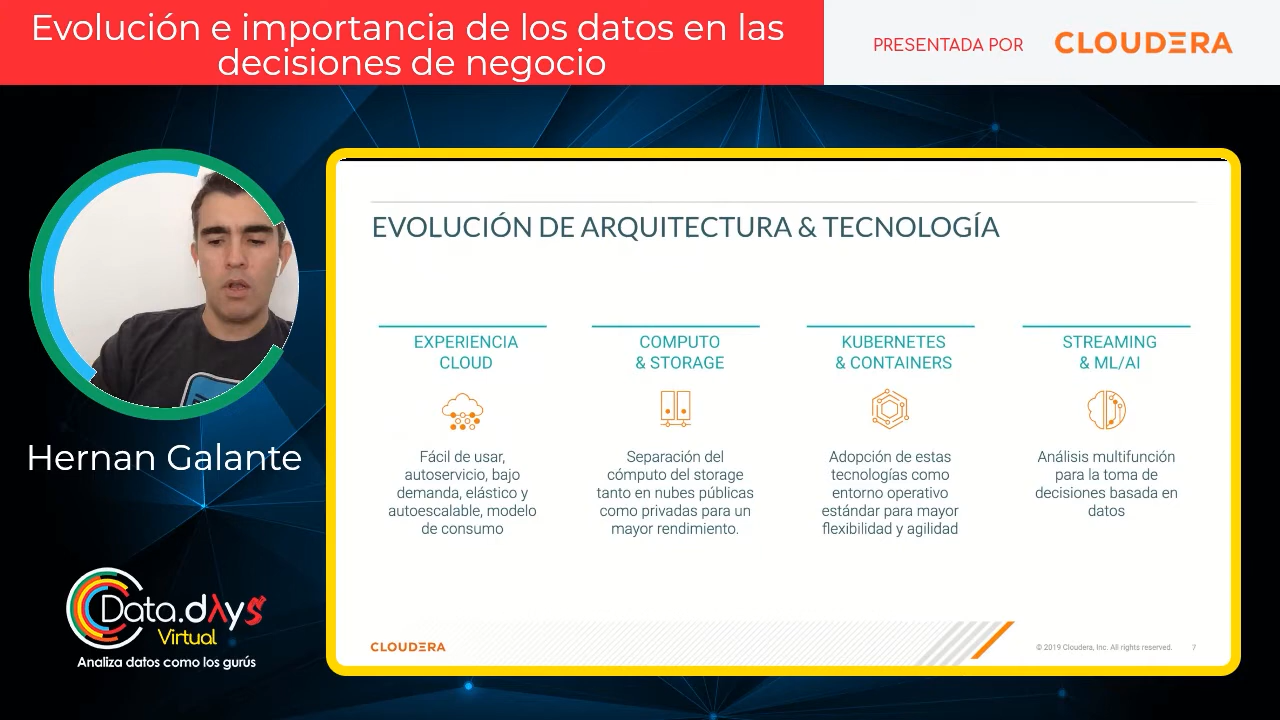 Evolución e importancia de los datos en las
decisiones de negocio
PRESENTADA POR
CLOUDERA
EVOLUCIÓN DE ARQUITECTURA & TECNOLOGÍA
EXPERIENCIA
CLOUD
Fácil de usar,
autoservicio, bajo
demanda, elástico y
autoescalable, modelo
de consumo
COMPUTO
& STORAGE
Separación del
cómputo del storage
tanto en nubes públicas
como privadas para un
mayor rendimiento.
KUBERNETES
& CONTAINERS
Adopción de estas
tecnologías como
entorno operativo
estándar para mayor
flexibilidad y agilidad
STREAMING
& ML/AI
Análisis multifunción
para la toma de
decisiones basada en
datos
CLOUDERA
© 2019 Cloudera, Inc. All rights reserved.
7
Hernan Galante
Data.dλys
Virtual
Analiza datos como los gurús